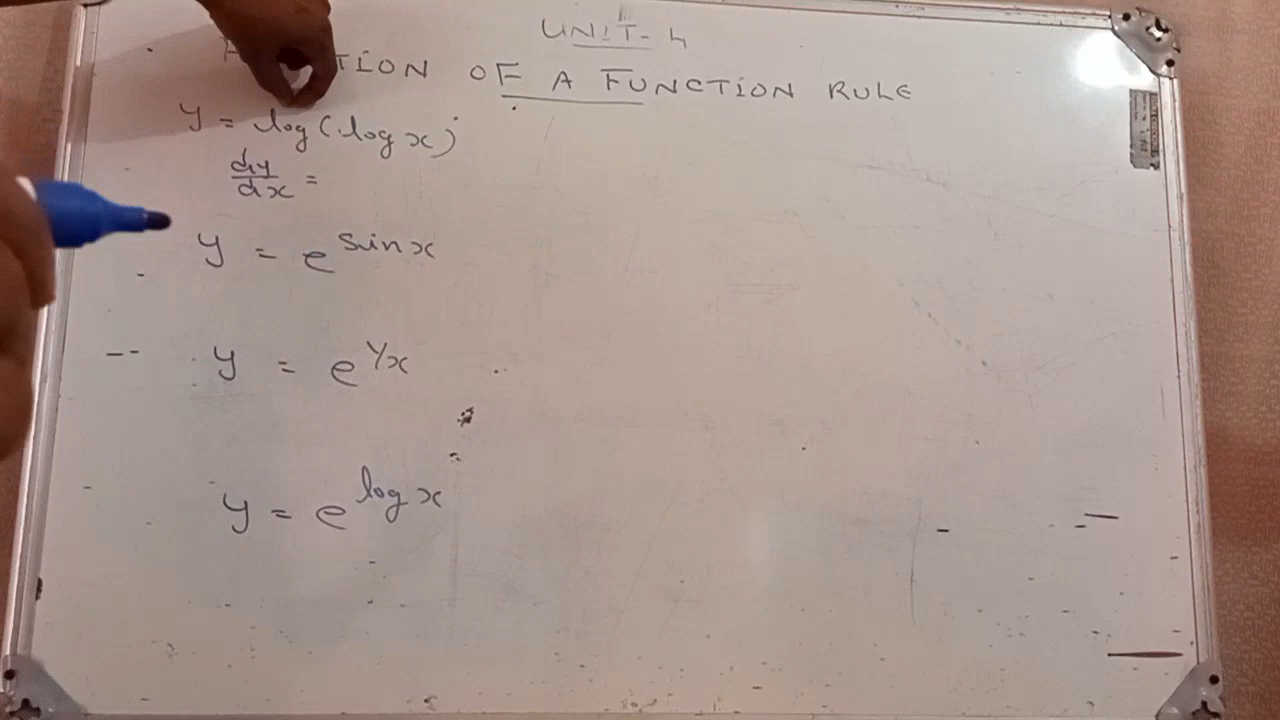 UNIT-4
TION OF A FUNCTION RULE
y = log(log x)
dy/dx =
y = e^sin x
y = e^1/x
y = e^log x